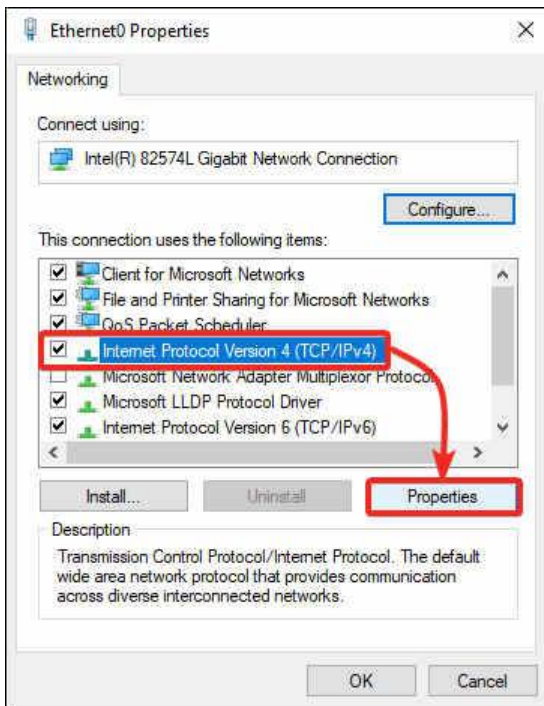 Ethernet0 Properties
Networking
Connect using:
Intel(R) 82574L Gigabit Network Connection
Configure...
This connection uses the following items:
Client for Microsoft Networks
File and Printer Sharing for Microsoft Networks
QoS Packet Scheduler
Internet Protocol Version 4 (TCP/IPv4)
Microsoft Network Adapter Multiplexor Protocol
Microsoft LLDP Protocol Driver
Internet Protocol Version 6 (TCP/IPv6)
Install...
Uninstall
Properties
Description
Transmission Control Protocol/Internet Protocol. The default
wide area network protocol that provides communication
across diverse interconnected networks.
OK
Cancel